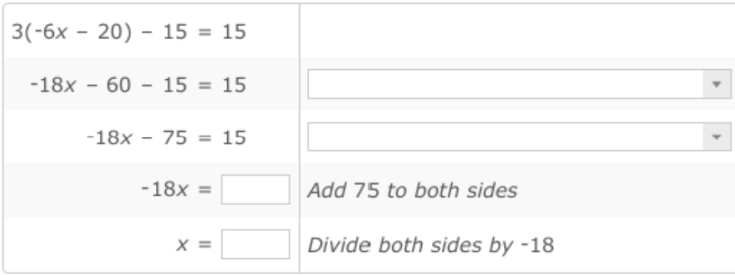 3(-6x – 20) – 15 = 15
-18x – 60 – 15 = 15
-18x – 75 = 15
-18x = Add 75 to both sides
x = Divide both sides by -18